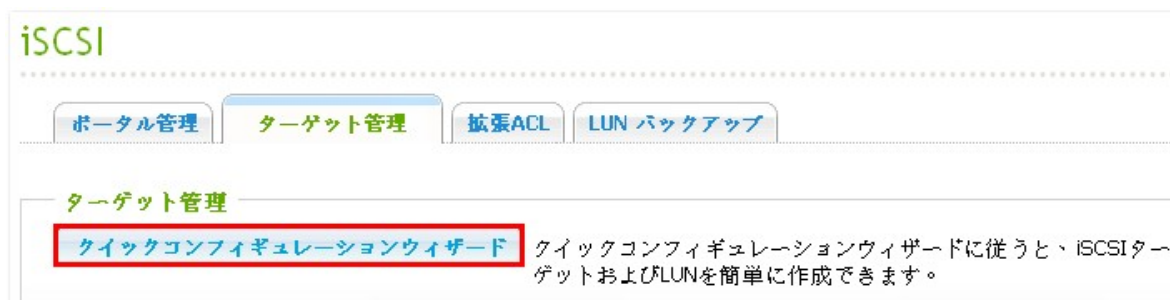 iSCSI
ポータル管理 ターゲット管理 拡張ACL LUN バックアップ
ターゲット管理
クイックコンフィギュレーションウィザード クイックコンフィギュレーションウィザードに従うと、iSCSIター
ゲットおよびLUNを簡単に作成できます。